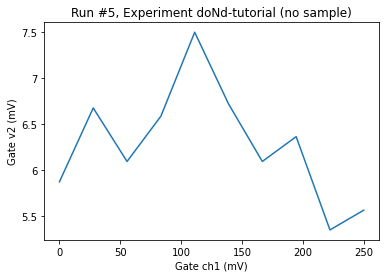 Run #5, Experiment doNd-tutorial (no sample)
7.5
7
6.5
6
5.5
Gate v2 (mV)
0 50 100 150 200 250
Gate ch1 (mV)